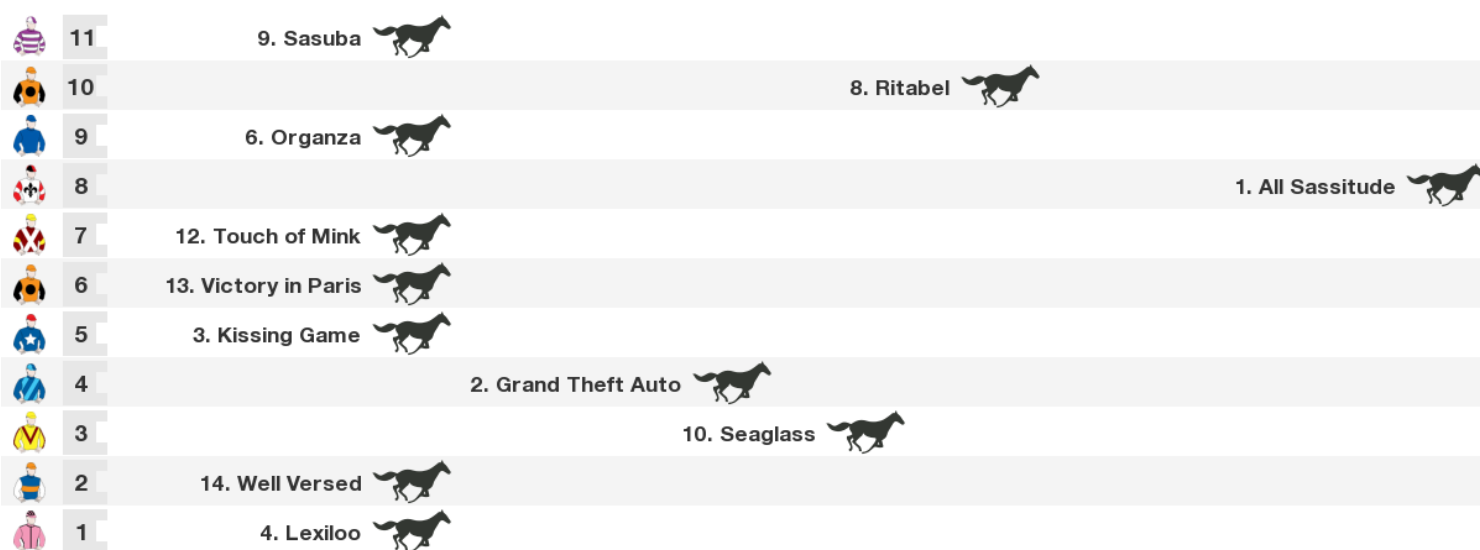 11 9. Sasuba
10 8. Ritabel
9 6. Organza
8 1. All Sassitude
7 12. Touch of Mink
6 13. Victory in Paris
5 3. Kissing Game
4 2. Grand Theft Auto
3 10. Seaglass
2 14. Well Versed
1 4. Lexiloo